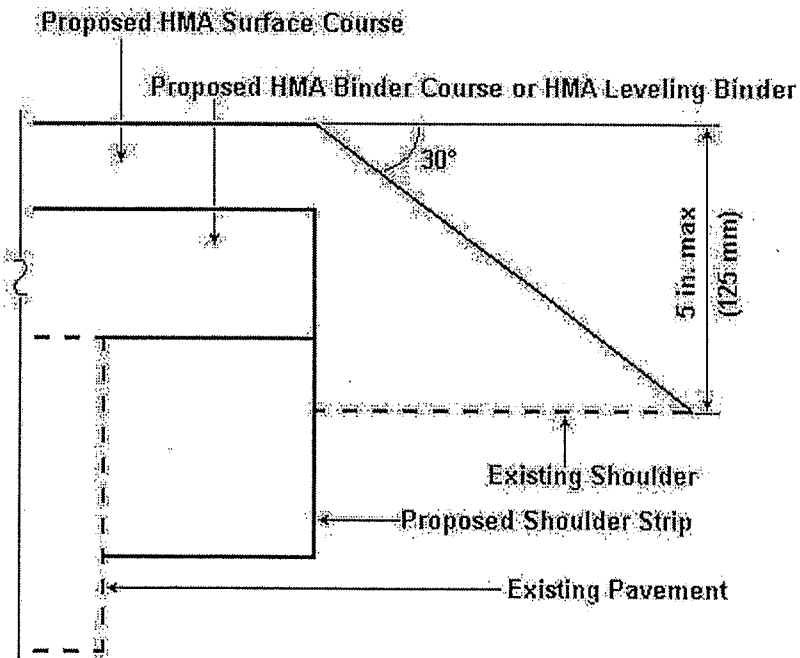 Proposed HMA Surface Course
Proposed HMA Binder Course or HMA Leveling Binder
30°
5 in. max
(125 mm)
Existing Shoulder
Proposed Shoulder Strip
Existing Pavement